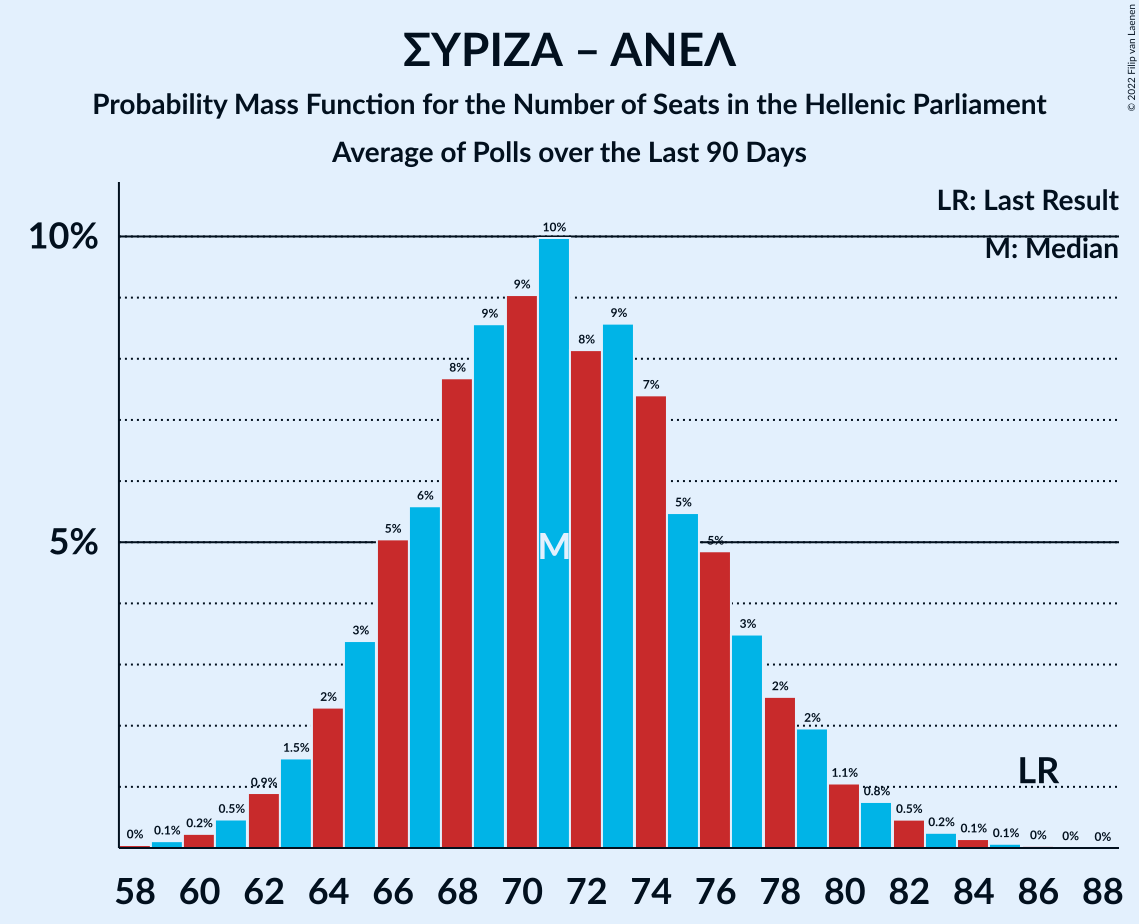 ΣΥΡΙΖΑ – ΑΝΕΛ
Probability Mass Function for the Number of Seats in the Hellenic Parliament
Average of Polls over the Last 90 Days
© 2022 Filip van Laenen
LR: Last Result
M: Median
10%
5%
0% 0.1% 0.2% 0.5% 0.9% 1.5% 2% 3% 5% 6% 8% 9% 9% 10% 8% 9% 7% 5% 5% 3% 2% 2% 1.1% 0.8% 0.5% 0.2% 0.1% 0.1% 0% 0% 0%
M
LR
58 60 62 64 66 68 70 72 74 76 78 80 82 84 86 88